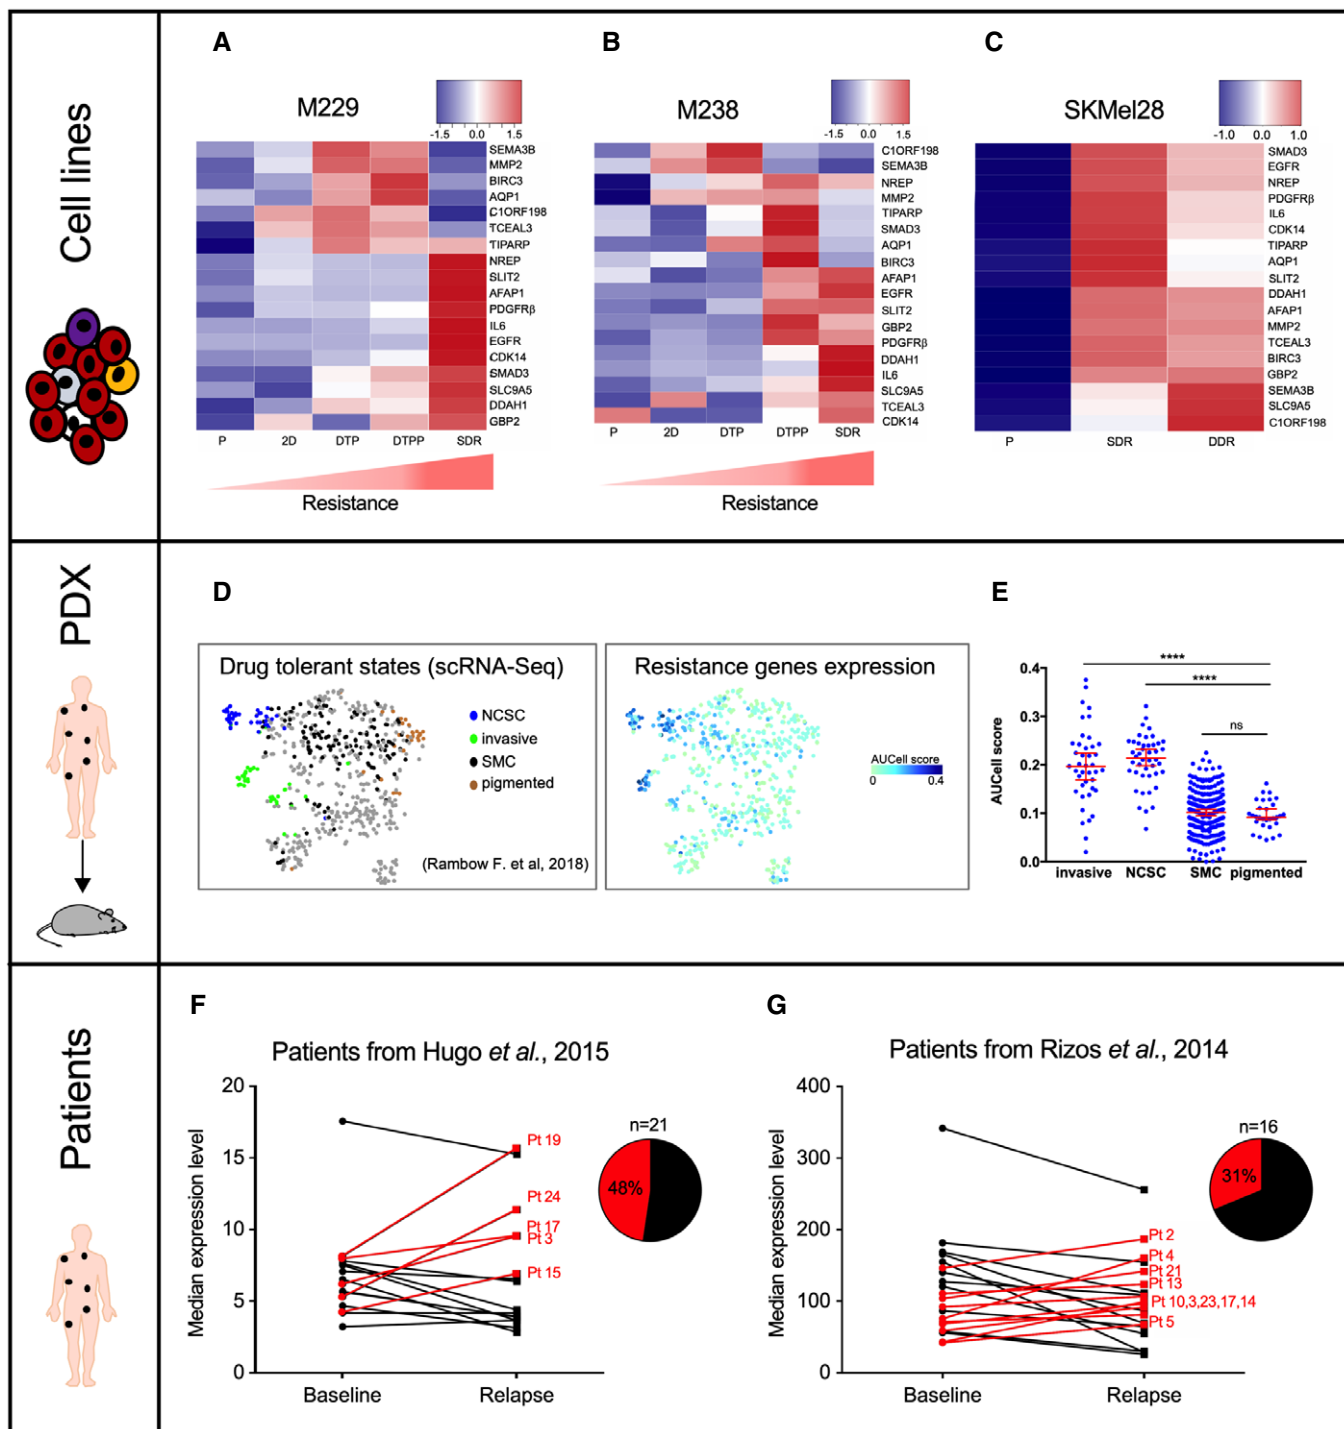 Cell lines
A
M229
-1.5 0.0 1.5
SEMA3B
MMP2
BIRC3
AQP1
C1ORF198
TCEAL3
TIPARP
NREP
SLIT2
AFAP1
PDGFRβ
IL6
EGFR
CDK14
SMAD3
SLC9A5
DDAH1
GBP2
P 2D DTP DTPP SDR
Resistance
B
M238
-1.5 0.0 1.5
C1ORF198
SEMA3B
NREP
MMP2
TIPARP
SMAD3
AQP1
BIRC3
AFAP1
EGFR
SLIT2
GBP2
PDGFRβ
DDAH1
IL6
SLC9A5
TCEAL3
CDK14
P 2D DTP DTPP SDR
Resistance
C
SKMel28
-1.0 0.0 1.0
SMAD3
EGFR
NREP
PDGFRβ
IL6
CDK14
TIPARP
AQP1
SLIT2
DDAH1
AFAP1
MMP2
TCEAL3
BIRC3
GBP2
SEMA3B
SLC9A5
C1ORF198
P SDR DDR
PDX
D
Drug tolerant states (scRNA-Seq)
NCSC
invasive
SMC
pigmented
(Rambow F. et al, 2018)
Resistance genes expression
AUCell score
0 0.4
E
AUCell score
0.4
0.3
0.2
0.1
0.0
****
****
ns
invasive NCSC SMC pigmented
Patients
F
Patients from Hugo et al., 2015
Median expression level
20
15
10
5
0
Pt 19
Pt 24
Pt 17
Pt 3
Pt 15
n=21
48%
Baseline Relapse
G
Patients from Rizos et al., 2014
Median expression level
400
300
200
100
0
Pt 2
Pt 4
Pt 21
Pt 13
Pt 10,3,23,17,14
Pt 5
n=16
31%
Baseline Relapse